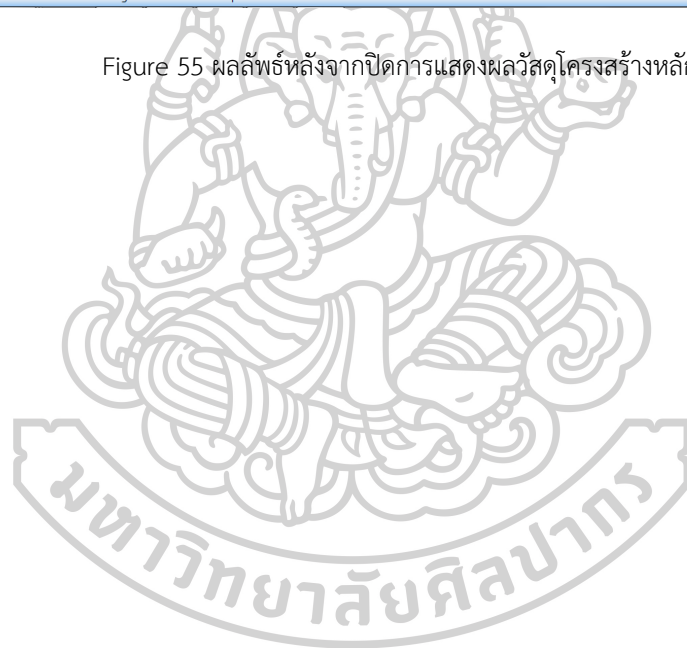 Figure 55 ผลลัพธ์หลังจากปิดการแสดงผลวัสดุโครงสร้างหลัก
มหาวิทยาลัยศิลปากร